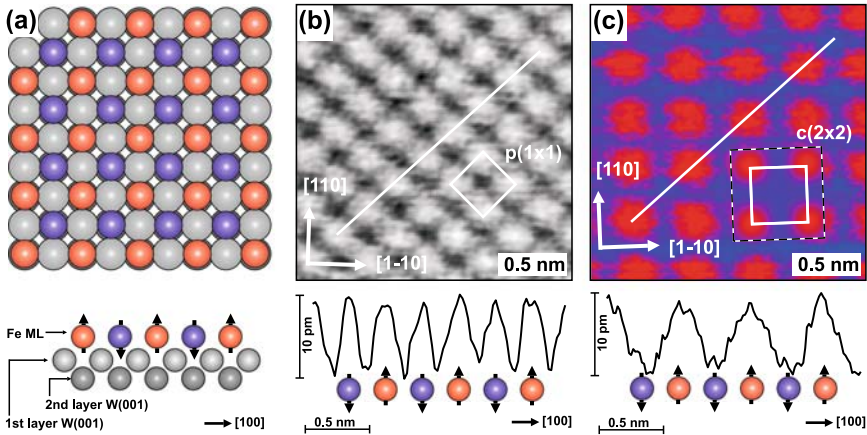 (a)
Fe ML
2nd layer W(001)
1st layer W(001)
[100]
(b)
p(1x1)
[110]
[1-10]
0.5 nm
10 pm
0.5 nm
[100]
(c)
c(2x2)
[110]
[1-10]
0.5 nm
10 pm
0.5 nm
[100]